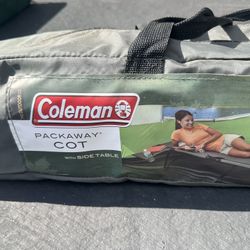 Coleman
PACKAWAY®
COT
WITH SIDE TABLE